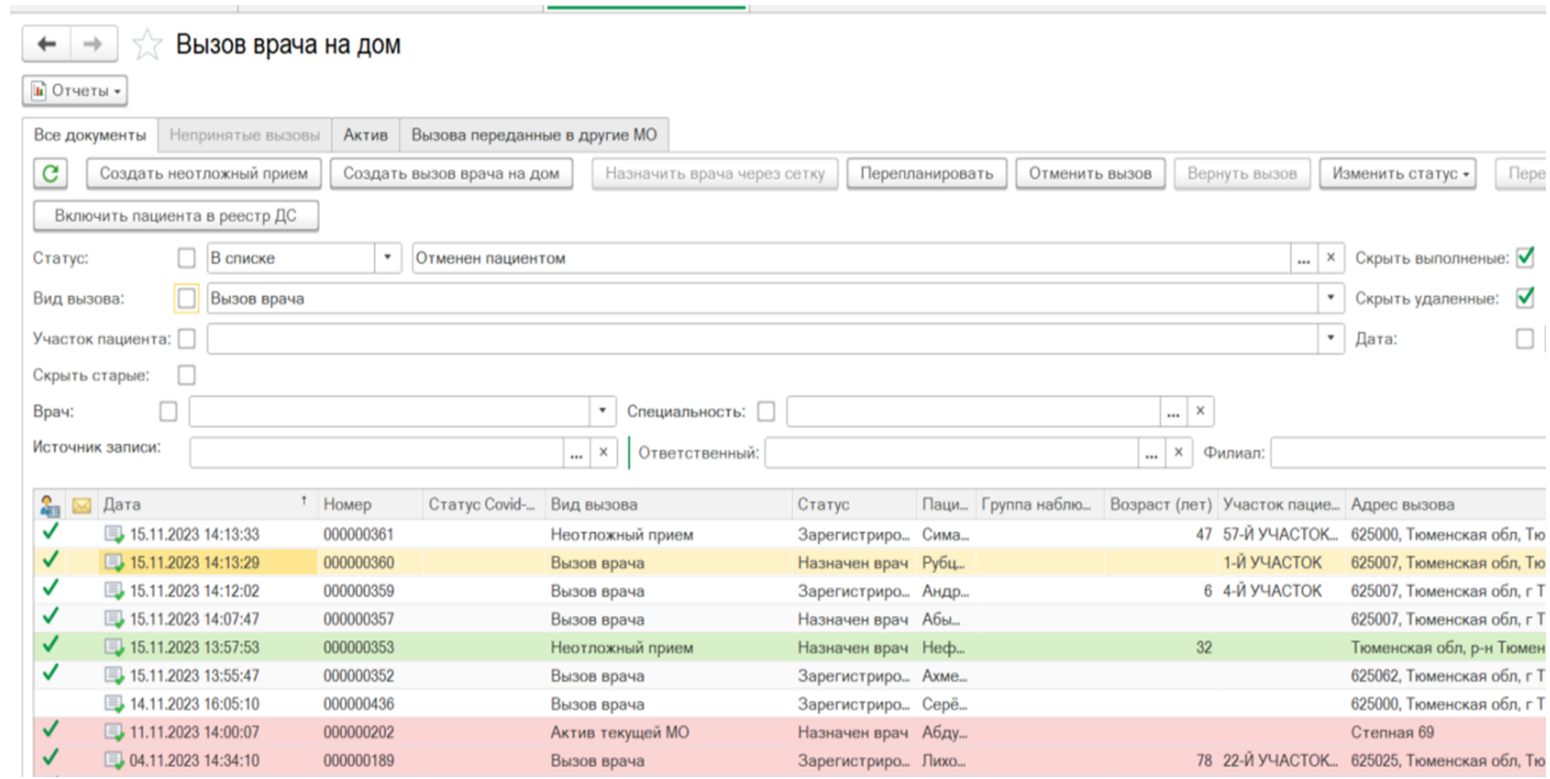 Вызов врача на дом
Отчеты
Все документы Непринятые вызовы Актив Вызова переданные в другие МО
Создать неотложный прием Создать вызов врача на дом Назначить врача через сетку Перепланировать Отменить вызов Вернуть вызов Изменить статус Пере
Включить пациента в реестр ДС
Статус: В списке Отменен пациентом ... × Скрыть выполненые:
Вид вызова: Вызов врача Скрыть удаленные:
Участок пациента: Дата:
Скрыть старые:
Врач: Специальность: ... ×
Источник записи: ... × Ответственный: ... × Филиал:
Дата ↑ Номер Статус Covid-... Вид вызова Статус Паци... Группа наблю... Возраст (лет) Участок пацие... Адрес вызова
15.11.2023 14:13:33 000000361 Неотложный прием Зарегистриро... Сима... 47 57-Й УЧАСТОК... 625000, Тюменская обл, Тю
15.11.2023 14:13:29 000000360 Вызов врача Назначен врач Рубц... 1-Й УЧАСТОК 625007, Тюменская обл, Тю
15.11.2023 14:12:02 000000359 Вызов врача Зарегистриро... Андр... 6 4-Й УЧАСТОК 625007, Тюменская обл, г Т
15.11.2023 14:07:47 000000357 Вызов врача Назначен врач Абы... 625007, Тюменская обл, г Т
15.11.2023 13:57:53 000000353 Неотложный прием Назначен врач Неф... 32 Тюменская обл, р-н Тюмен
15.11.2023 13:55:47 000000352 Вызов врача Зарегистриро... Ахме... 625062, Тюменская обл, г Т
14.11.2023 16:05:10 000000436 Вызов врача Зарегистриро... Серё... 625000, Тюменская обл, г Т
11.11.2023 14:00:07 000000202 Актив текущей МО Назначен врач Абду... Степная 69
04.11.2023 14:34:10 000000189 Вызов врача Зарегистриро... Лихо... 78 22-Й УЧАСТОК... 625025, Тюменская обл, Тю